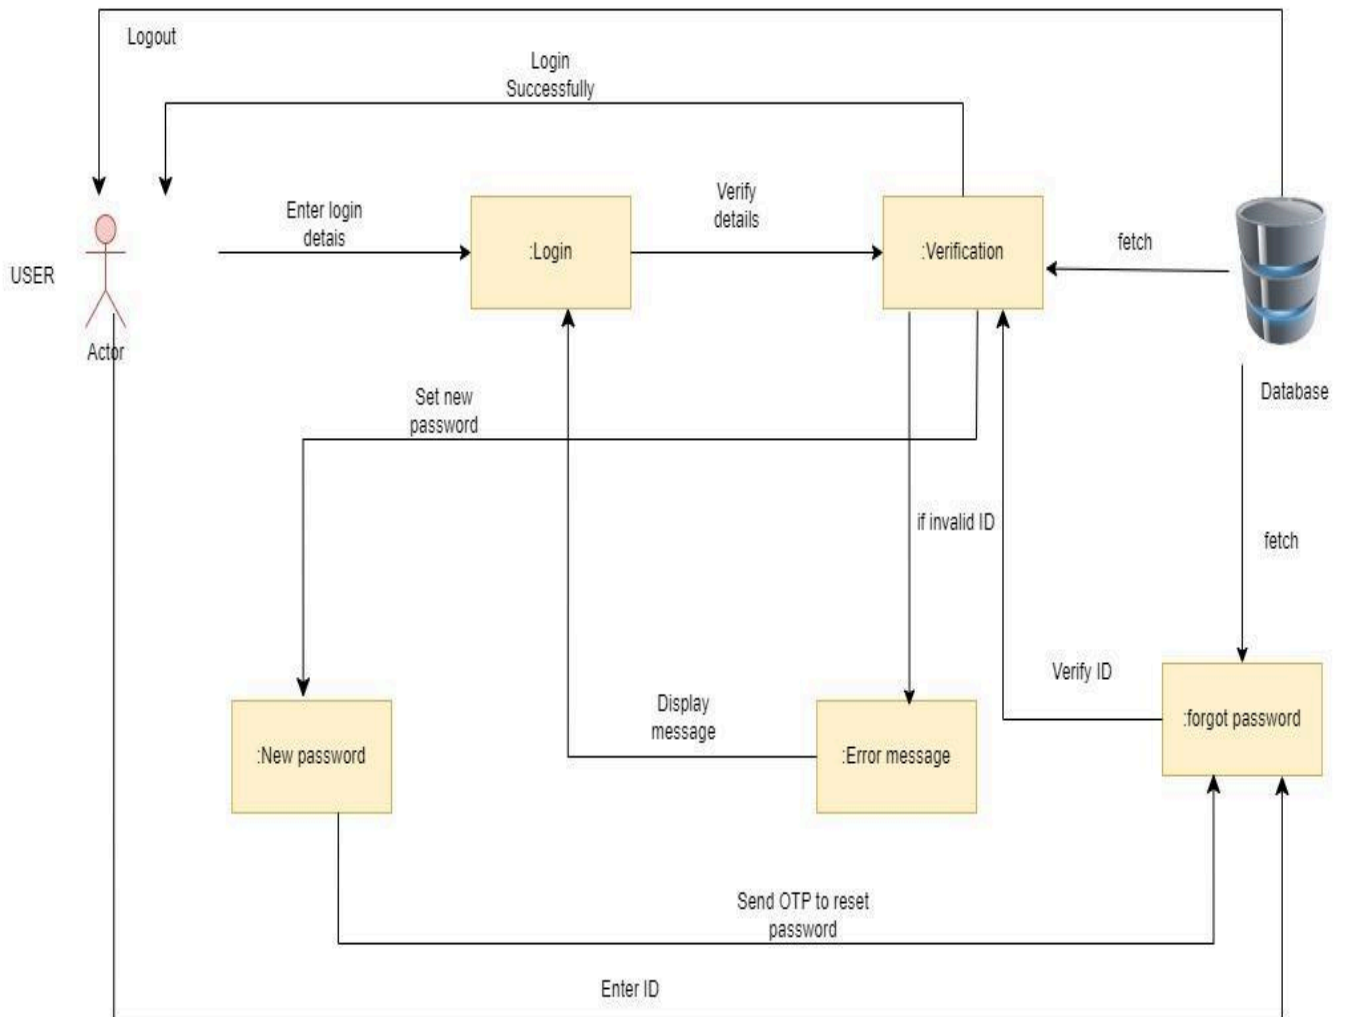 Logout
Login
Successfully
Enter login
detais
:Login
Verify
details
:Verification
fetch
USER
Actor
Database
Set new
password
if invalid ID
fetch
Verify ID
:forgot password
:New password
Display
message
:Error message
Send OTP to reset
password
Enter ID